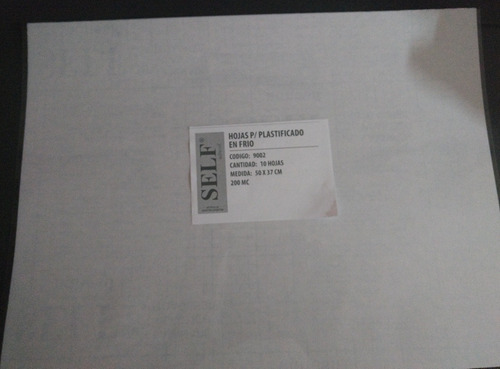 SELF®
HOJAS P/ PLASTIFICADO
EN FRIO
CODIGO: 9002
CANTIDAD: 10 HOJAS
MEDIDA: 50 X 37 CM
200 MC